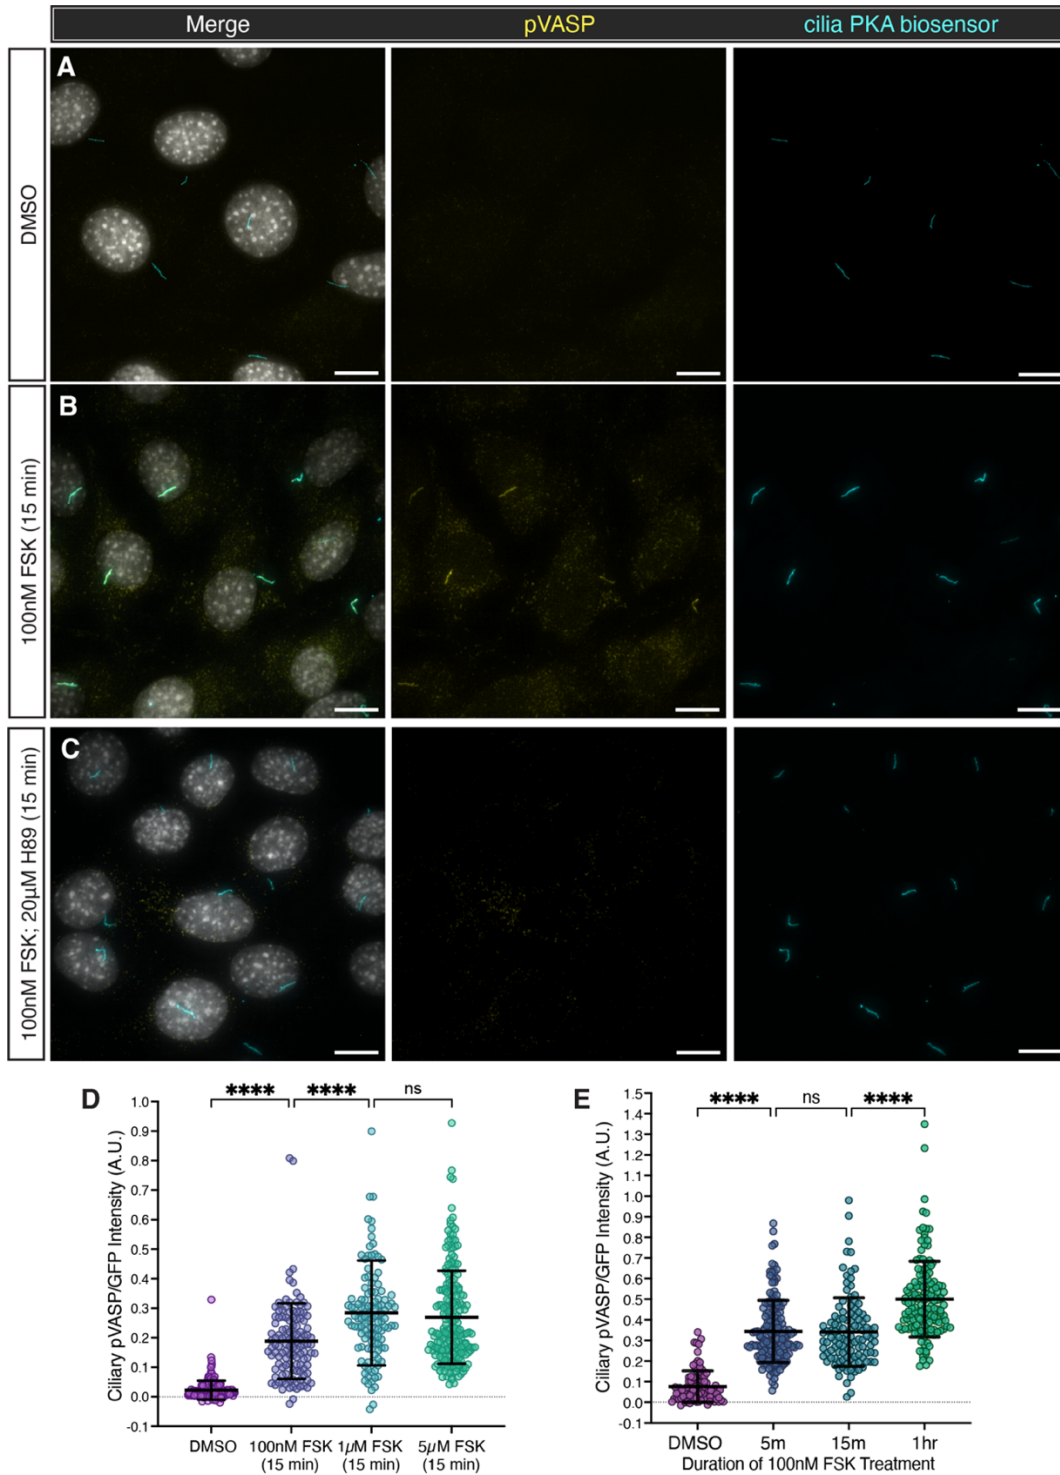 Merge pVASP cilia PKA biosensor
A
DMSO
B
100nM FSK (15 min)
C
100nM FSK; 20µM H89 (15 min)
D
**** **** ns
1.0
0.9
0.8
0.7
0.6
0.5
0.4
0.3
0.2
0.1
0.0
-0.1
Ciliary pVASP/GFP Intensity (A.U.)
DMSO 100nM FSK 1µM FSK 5µM FSK
(15 min) (15 min) (15 min)
E
**** ns ****
1.5
1.4
1.3
1.2
1.1
1.0
0.9
0.8
0.7
0.6
0.5
0.4
0.3
0.2
0.1
0.0
-0.1
Ciliary pVASP/GFP Intensity (A.U.)
DMSO 5m 15m 1hr
Duration of 100nM FSK Treatment